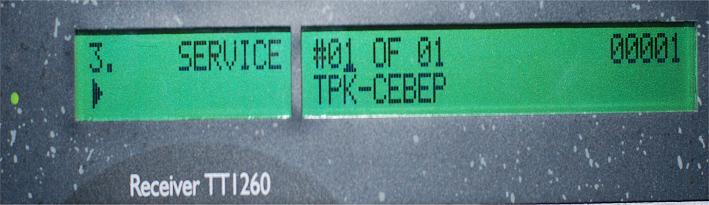 3. SERVICE
#01 OF 01 00001
ТРК-СЕВЕР
Receiver TT1260